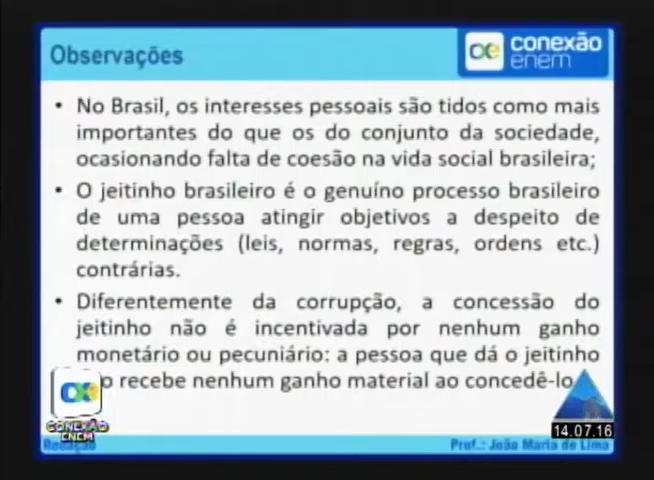 Observações
conexão
enem
• No Brasil, os interesses pessoais são tidos como mais
importantes do que os do conjunto da sociedade,
ocasionando falta de coesão na vida social brasileira;
• O jeitinho brasileiro é o genuíno processo brasileiro
de uma pessoa atingir objetivos a despeito de
determinações (leis, normas, regras, ordens etc.)
contrárias.
• Diferentemente da corrupção, a concessão do
jeitinho não é incentivada por nenhum ganho
monetário ou pecuniário: a pessoa que dá o jeitinho
recebe nenhum ganho material ao concedê-lo
CONEXÃO
ENEM
14.07.16
Redação
Prof.: João Maria de Lima